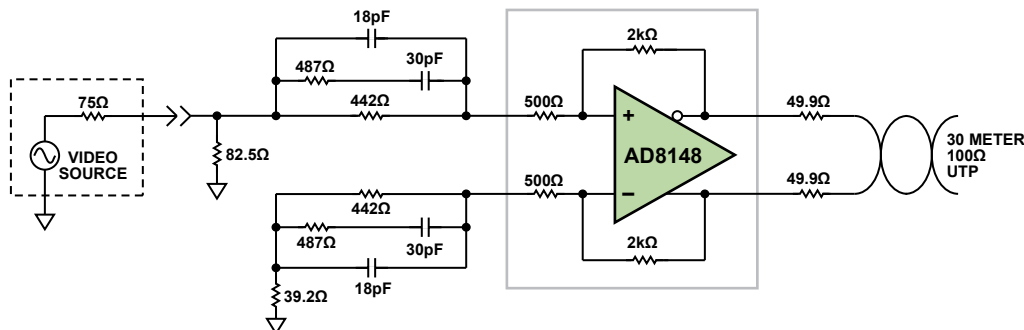 18pF
487Ω
30pF
2kΩ
75Ω
442Ω
500Ω
49.9Ω
VIDEO
SOURCE
82.5Ω
+
AD8148
–
30 METER
100Ω
UTP
442Ω
500Ω
49.9Ω
487Ω
30pF
2kΩ
18pF
39.2Ω